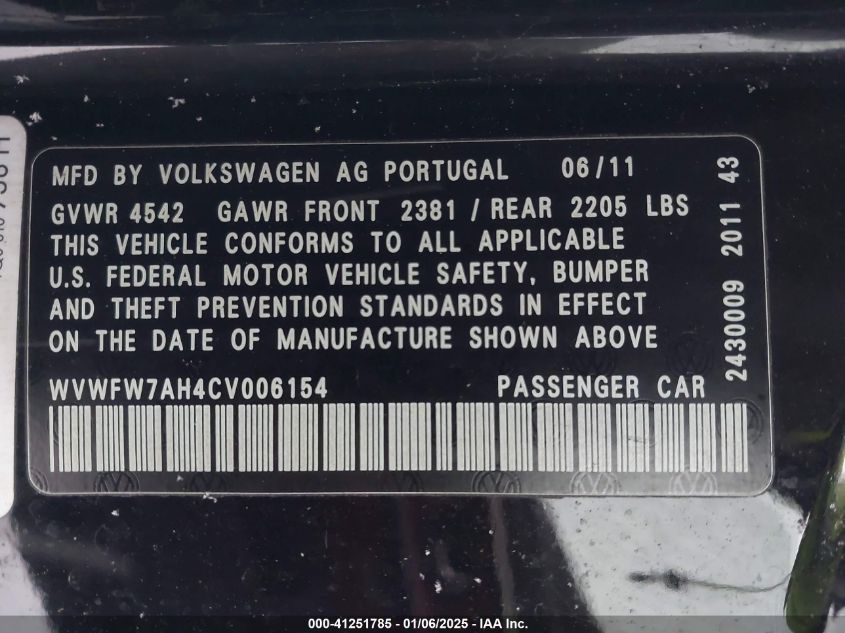 MFD BY VOLKSWAGEN AG PORTUGAL 06/11
GVWR 4542 GAWR FRONT 2381 / REAR 2205 LBS
THIS VEHICLE CONFORMS TO ALL APPLICABLE
U.S. FEDERAL MOTOR VEHICLE SAFETY, BUMPER
AND THEFT PREVENTION STANDARDS IN EFFECT
ON THE DATE OF MANUFACTURE SHOWN ABOVE
WVWFW7AH4CV006154 PASSENGER CAR
2430009 2011 43
000-41251785 - 01/06/2025 - IAA Inc.